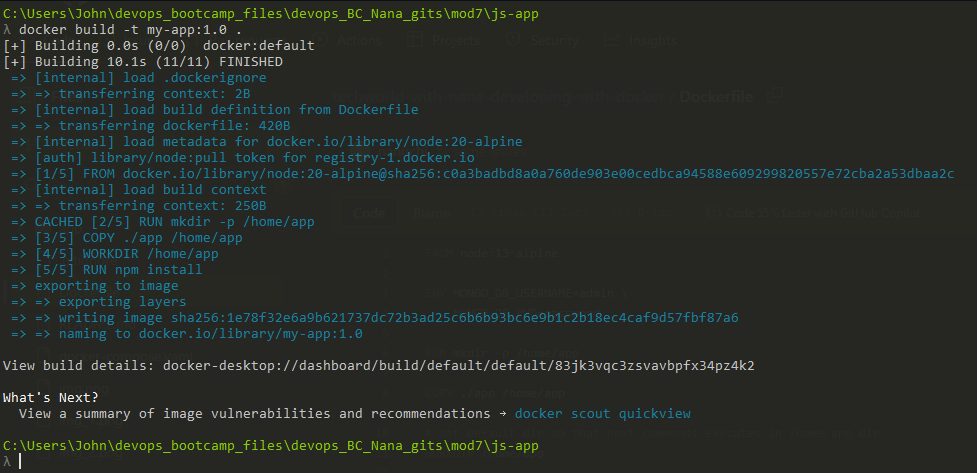 C:\Users\John\devops_bootcamp_files\devops_BC_Nana_gits\mod7\js-app
λ docker build -t my-app:1.0 .
[+] Building 0.0s (0/0)  docker:default
[+] Building 10.1s (11/11) FINISHED
=> [internal] load .dockerignore
=> => transferring context: 2B
=> [internal] load build definition from Dockerfile
=> => transferring dockerfile: 420B
=> [internal] load metadata for docker.io/library/node:20-alpine
=> [auth] library/node:pull token for registry-1.docker.io
=> [1/5] FROM docker.io/library/node:20-alpine@sha256:c0a3badbd8a0a760de903e00cedbca94588e609299820557e72cba2a53dbaa2c
=> [internal] load build context
=> => transferring context: 250B
=> CACHED [2/5] RUN mkdir -p /home/app
=> [3/5] COPY ./app /home/app
=> [4/5] WORKDIR /home/app
=> [5/5] RUN npm install
=> exporting to image
=> => exporting layers
=> => writing image sha256:1e78f32e6a9b621737dc72b3ad25c6b6b93bc6e9b1c2b18ec4caf9d57fbf87a6
=> => naming to docker.io/library/my-app:1.0
View build details: docker-desktop://dashboard/build/default/default/83jk3vqc3zsvavbpfx34pz4k2
What's Next?
View a summary of image vulnerabilities and recommendations → docker scout quickview
C:\Users\John\devops_bootcamp_files\devops_BC_Nana_gits\mod7\js-app
λ